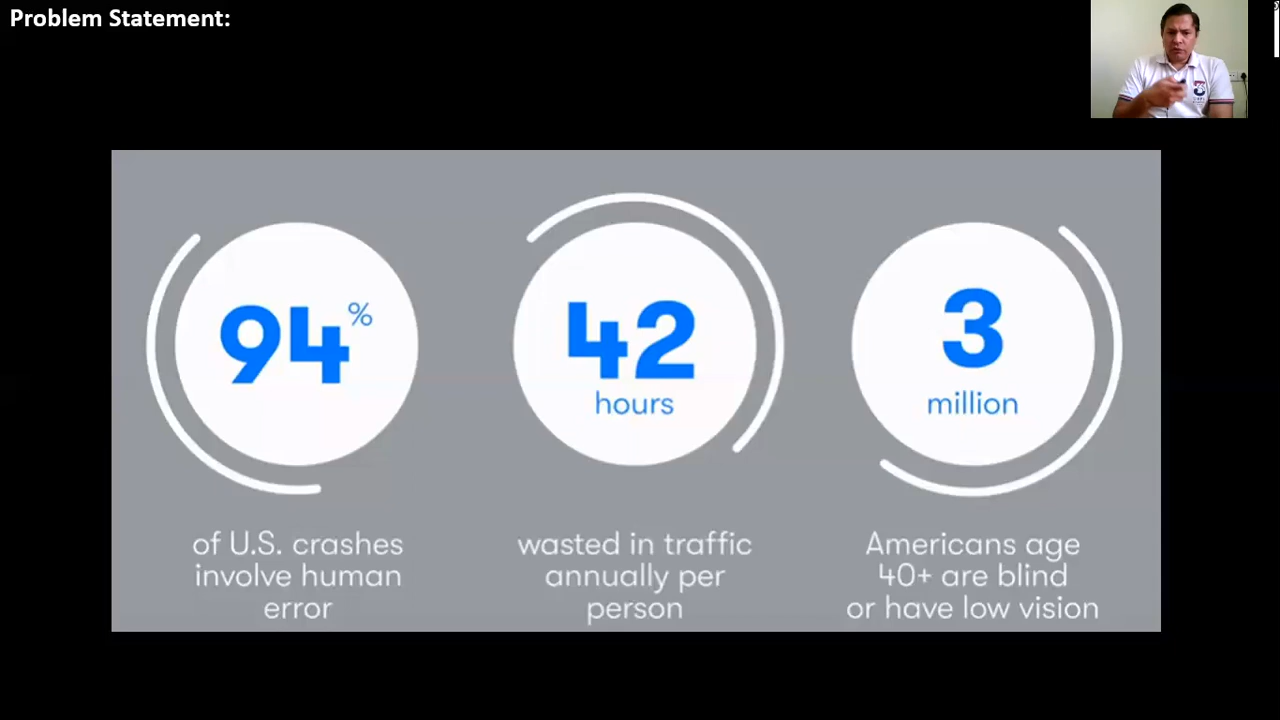 Problem Statement:
94%
of U.S. crashes
involve human
error
42
hours
wasted in traffic
annually per
person
3
million
Americans age
40+ are blind
or have low vision